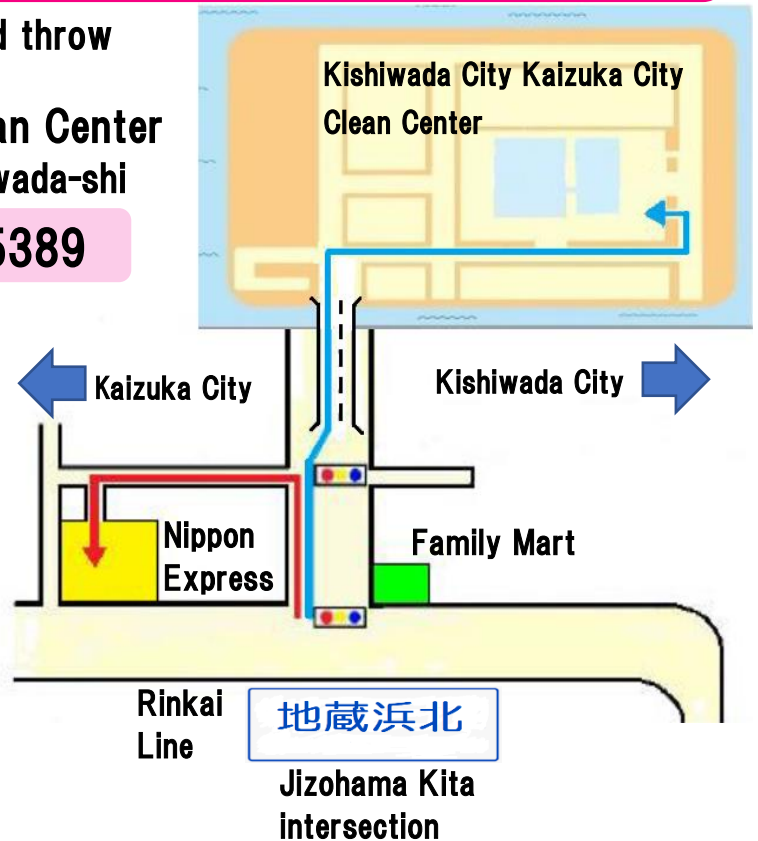 d throw
Kishiwada City Kaizuka City
Clean Center
an Center
wada-shi
5389
Kaizuka City
Kishiwada City
Nippon
Express
Family Mart
Rinkai
Line
地蔵浜北
Jizohama Kita
intersection